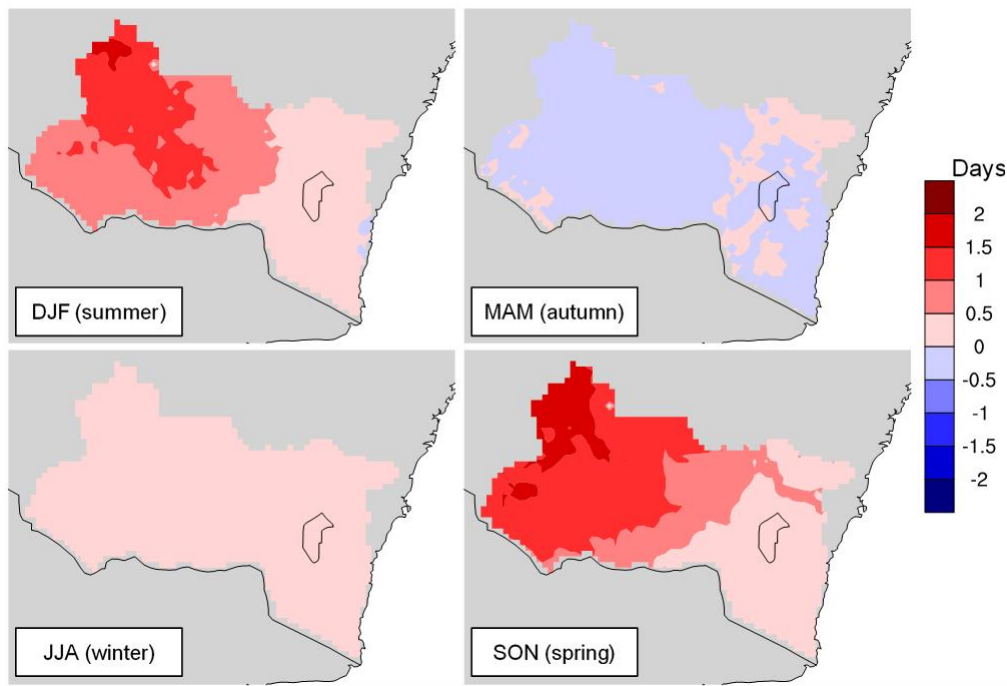 DJF (summer)
MAM (autumn)
Days
2
1.5
1
0.5
0
-0.5
-1
-1.5
-2
JJA (winter)
SON (spring)